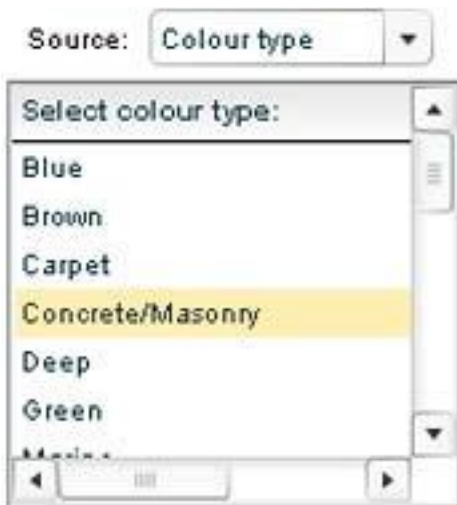 Source: Colour type
Select colour type:
Blue
Brown
Carpet
Concrete/Masonry
Deep
Green